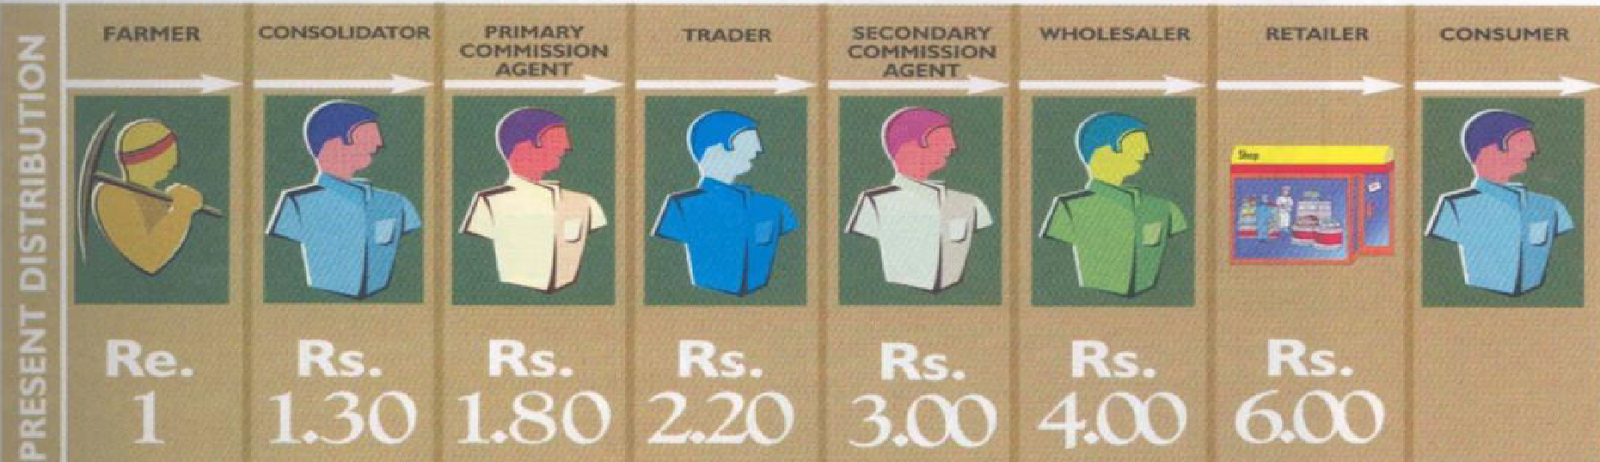 PRESENT DISTRIBUTION
FARMER
CONSOLIDATOR
PRIMARY
COMMISSION
AGENT
TRADER
SECONDARY
COMMISSION
AGENT
WHOLESALER
RETAILER
CONSUMER
Shop
Re.
1
Rs.
1.30
Rs.
1.80
Rs.
2.20
Rs.
3.00
Rs.
4.00
Rs.
6.00